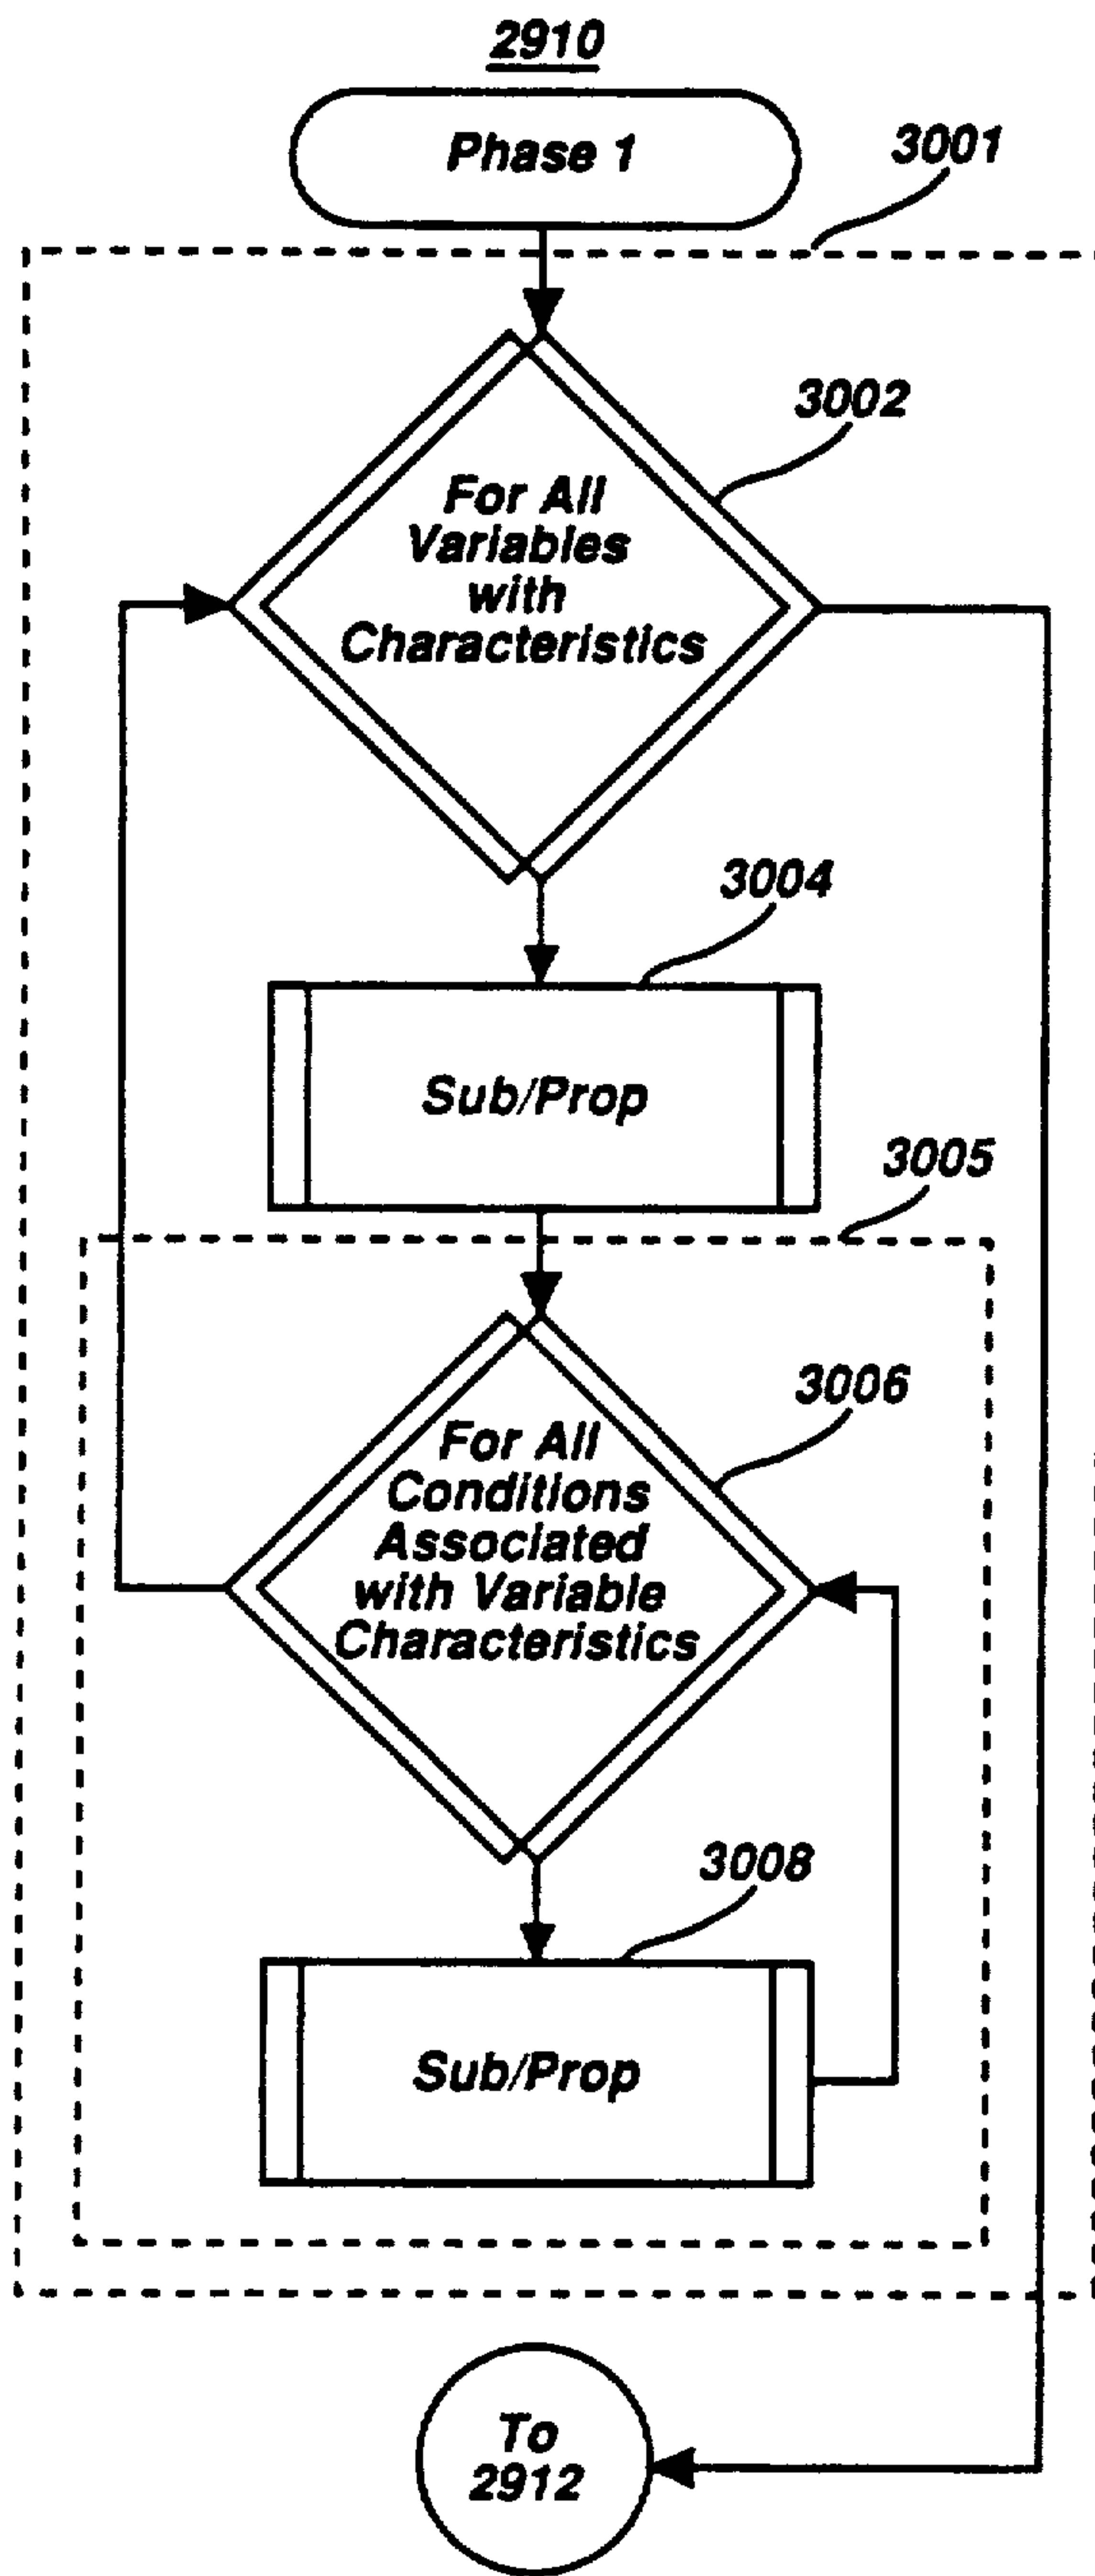 2910
Phase 1
3001
3002
For All
Variables
with
Characteristics
3004
Sub/Prop
3005
3006
For All
Conditions
Associated
with Variable
Characteristics
3008
Sub/Prop
To
2912